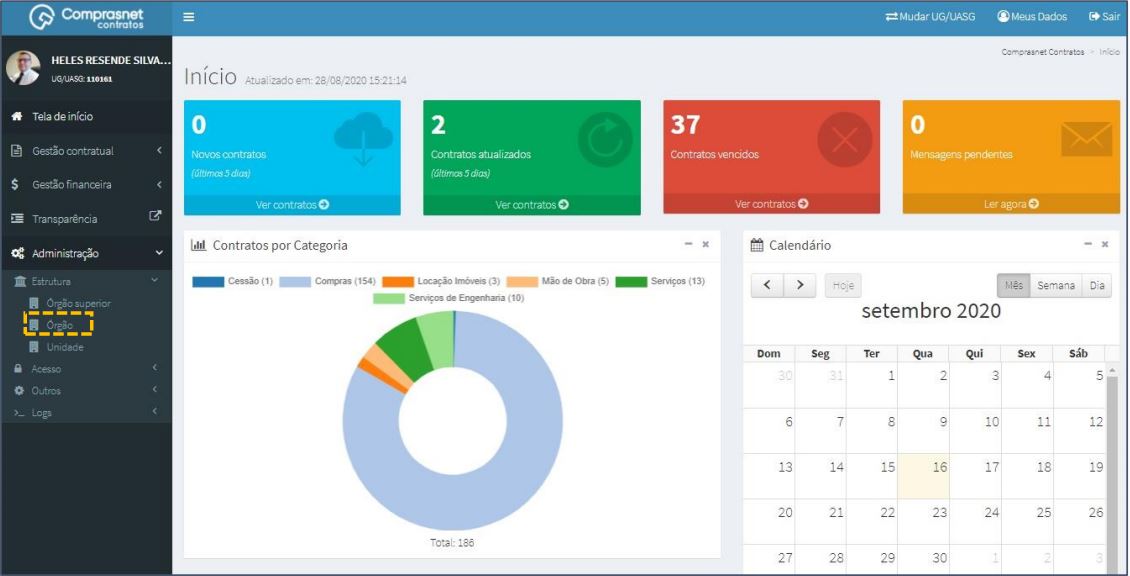 Comprasnet
contratos
Mudar UG/UASG
Meus Dados
Sair
HELES RESENDE SILVA...
UG/UASG: 110161
Comprasnet Contratos > Início
Início Atualizado em: 28/08/2020 15:21:14
Tela de início
Gestão contratual
Gestão financeira
Transparência
Administração
Estrutura
Órgão superior
Órgão
Unidade
Acesso
Outros
Logs
0
Novos contratos
(últimos 5 dias)
Ver contratos
2
Contratos atualizados
(últimos 5 dias)
Ver contratos
37
Contratos vencidos
Ver contratos
0
Mensagens pendentes
Ler agora
Contratos por Categoria
Cessão (1) Compras (154) Locação Imóveis (3) Mão de Obra (5) Serviços (13)
Serviços de Engenharia (10)
Total: 186
Calendário
Hoje
Mês Semana Dia
setembro 2020
Dom Seg Ter Qua Qui Sex Sáb
30 31 1 2 3 4 5
6 7 8 9 10 11 12
13 14 15 16 17 18 19
20 21 22 23 24 25 26
27 28 29 30 1 2 3